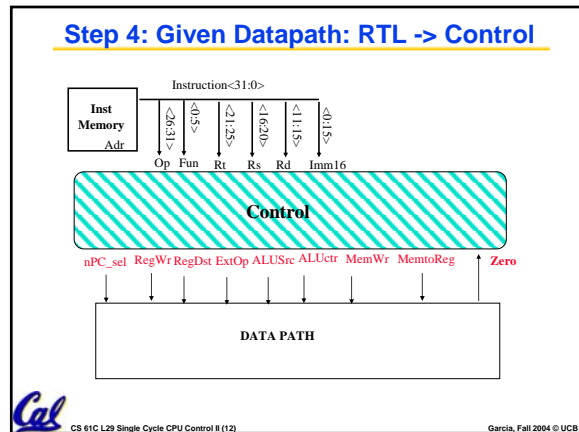 Step 4: Given Datapath: RTL -> Control
Instruction<31:0>
Inst
Memory
Adr
<26:31>
<0:5>
<21:25>
<16:20>
<11:15>
<0:15>
Op Fun Rt Rs Rd Imm16
Control
nPC_sel RegWr RegDst ExtOp ALUSrc ALUctr MemWr MemtoReg Zero
DATA PATH
Cal
CS 61C L29 Single Cycle CPU Control II (12)
Garcia, Fall 2004 © UCB